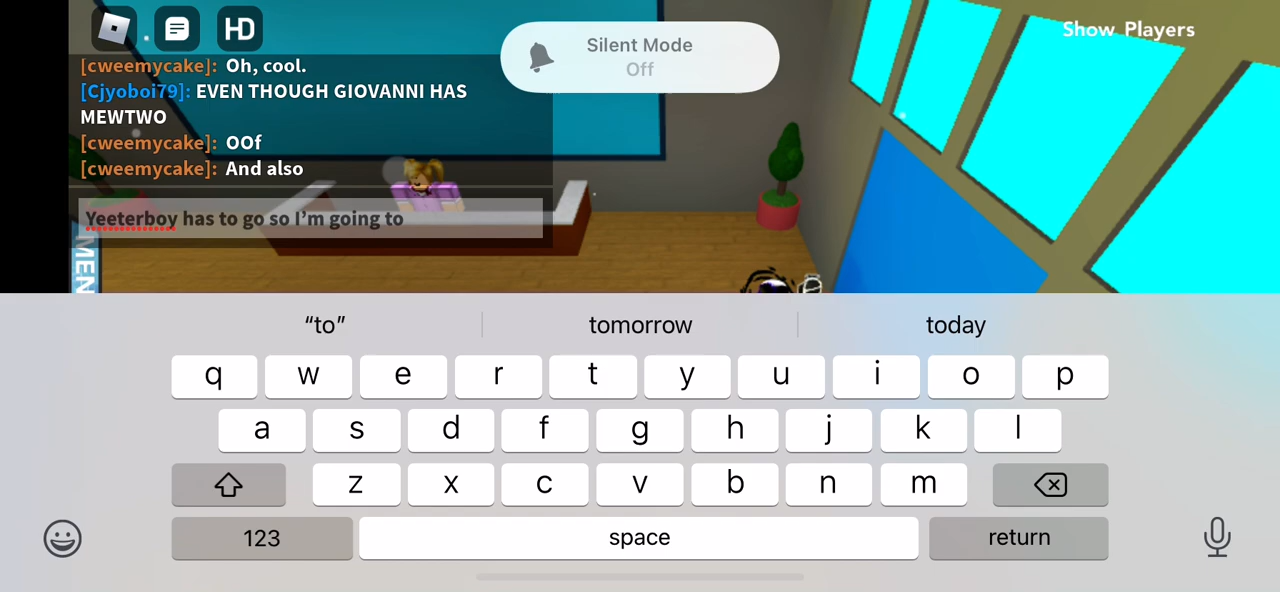 HD
Silent Mode
Off
Show Players
[cweemycake]: Oh, cool.
[Cjyoboi79]: EVEN THOUGH GIOVANNI HAS
MEWTWO
[cweemycake]: OOf
[cweemycake]: And also
Yeeterboy has to go so I’m going to
MEN
“to” tomorrow today
q w e r t y u i o p
a s d f g h j k l
z x c v b n m
123 space return